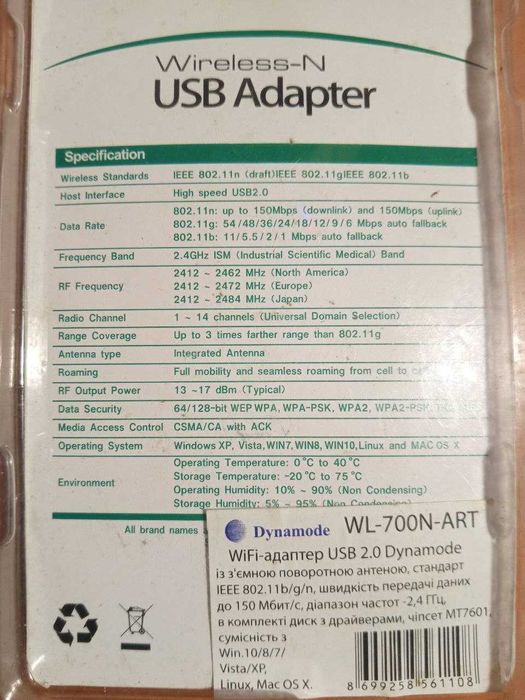 Wireless-N
USB Adapter
Specification
Wireless Standards IEEE 802.11n (draft)IEEE 802.11gIEEE 802.11b
Host Interface High speed USB2.0
Data Rate 802.11n: up to 150Mbps (downlink) and 150Mbps (uplink)
802.11g: 54/48/36/24/18/12/9/6 Mbps auto fallback
802.11b: 11/5.5/2/1 Mbps auto fallback
Frequency Band 2.4GHz ISM (Industrial Scientific Medical) Band
RF Frequency 2412 ~ 2462 MHz (North America)
2412 ~ 2472 MHz (Europe)
2412 ~ 2484 MHz (Japan)
Radio Channel 1 ~ 14 channels (Universal Domain Selection)
Range Coverage Up to 3 times farther range than 802.11g
Antenna type Integrated Antenna
Roaming Full mobility and seamless roaming from cell to
RF Output Power 13 ~17 dBm (Typical)
Data Security 64/128-bit WEP WPA, WPA-PSK, WPA2, WPA2-PSK
Media Access Control CSMA/CA with ACK
Operating System Windows XP, Vista,WIN7,WIN8,WIN10,Linux and MAC OS X
Environment Operating Temperature: 0°C to 40°C
Storage Temperature: -20°C to 75°C
Operating Humidity: 10% ~ 90% (Non Condensing)
Storage Humidity: 5% ~ 95% (Non
All brand names
Dynamode WL-700N-ART
WiFi-адаптер USB 2.0 Dynamode
із з'ємною поворотною антеною, стандарт
IEEE 802.11b/g/n, швидкість передачі даних
до 150 Мбит/с, діапазон частот -2,4 ГГц,
в комплекті диск з драйверами, чіпсет MT7601,
сумісність з
Win.10/8/7/
Vista/XP,
Linux, Mac OS X.
8 699258 561108